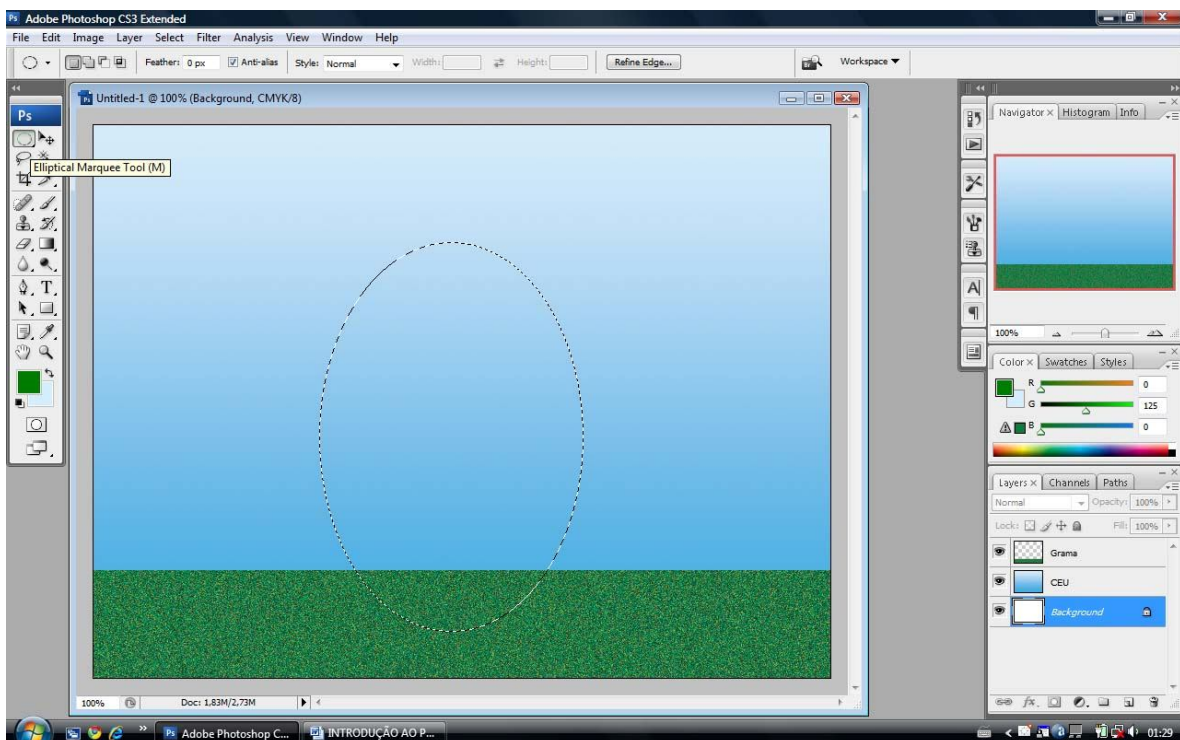 Ps Adobe Photoshop CS3 Extended
File Edit Image Layer Select Filter Analysis View Window Help
Feather: 0 px Anti-alias Style: Normal Width: Height: Refine Edge... Workspace
Untitled-1 @ 100% (Background, CMYK/8)
Ps
Elliptical Marquee Tool (M)
T
100% Doc: 1,83M/2,73M
Navigator x Histogram Info
100%
Color x Swatches Styles
R 0
G 125
B 0
Layers x Channels Paths
Normal Opacity: 100%
Lock: Fill: 100%
Grama
CEU
Background
Ps Adobe Photoshop C... INTRODUÇÃO AO P... 01:29